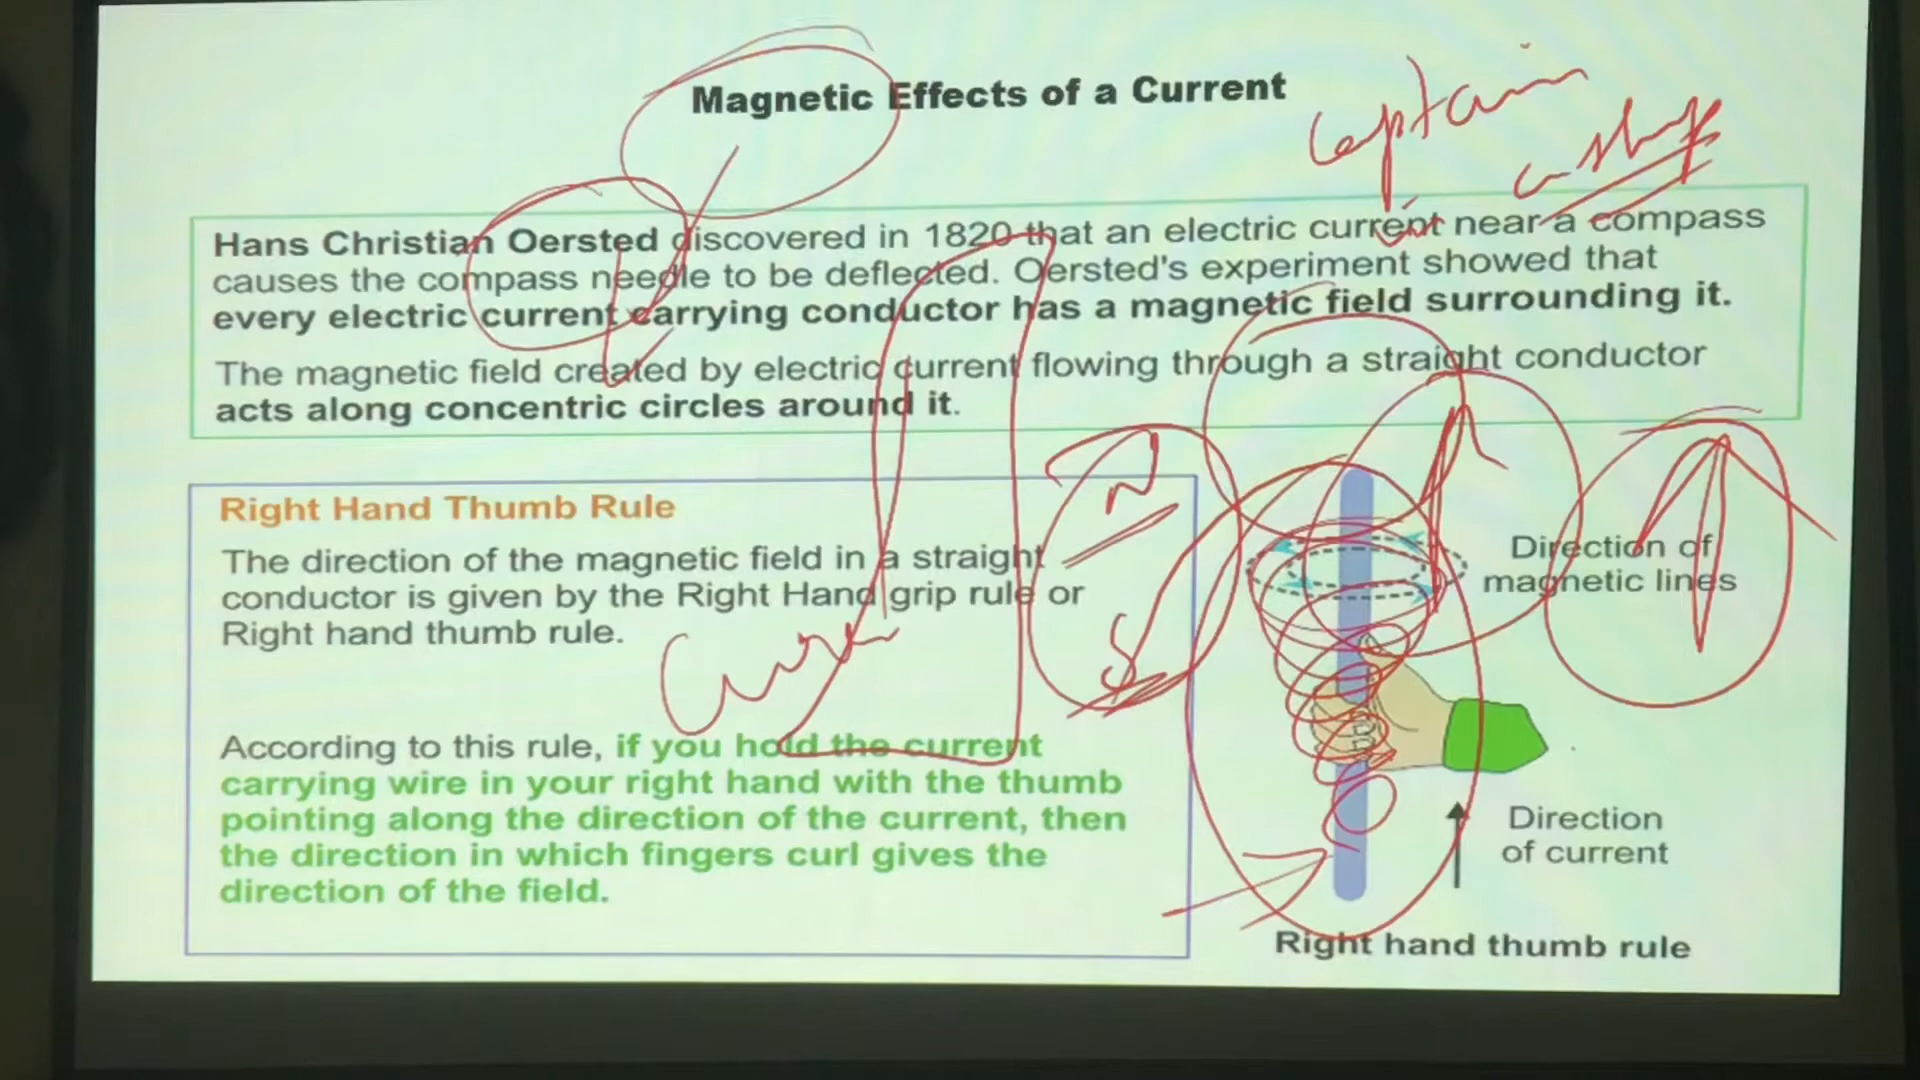 Magnetic Effects of a Current
Captain
a ship
Hans Christian Oersted discovered in 1820 that an electric current near a compass
causes the compass needle to be deflected. Oersted's experiment showed that
every electric current carrying conductor has a magnetic field surrounding it.
The magnetic field created by electric current flowing through a straight conductor
acts along concentric circles around it.
Right Hand Thumb Rule
The direction of the magnetic field in a straight
conductor is given by the Right Hand grip rule or
Right hand thumb rule.
According to this rule, if you hold the current
carrying wire in your right hand with the thumb
pointing along the direction of the current, then
the direction in which fingers curl gives the
direction of the field.
N
S
Direction of
magnetic lines
Direction
of current
Right hand thumb rule